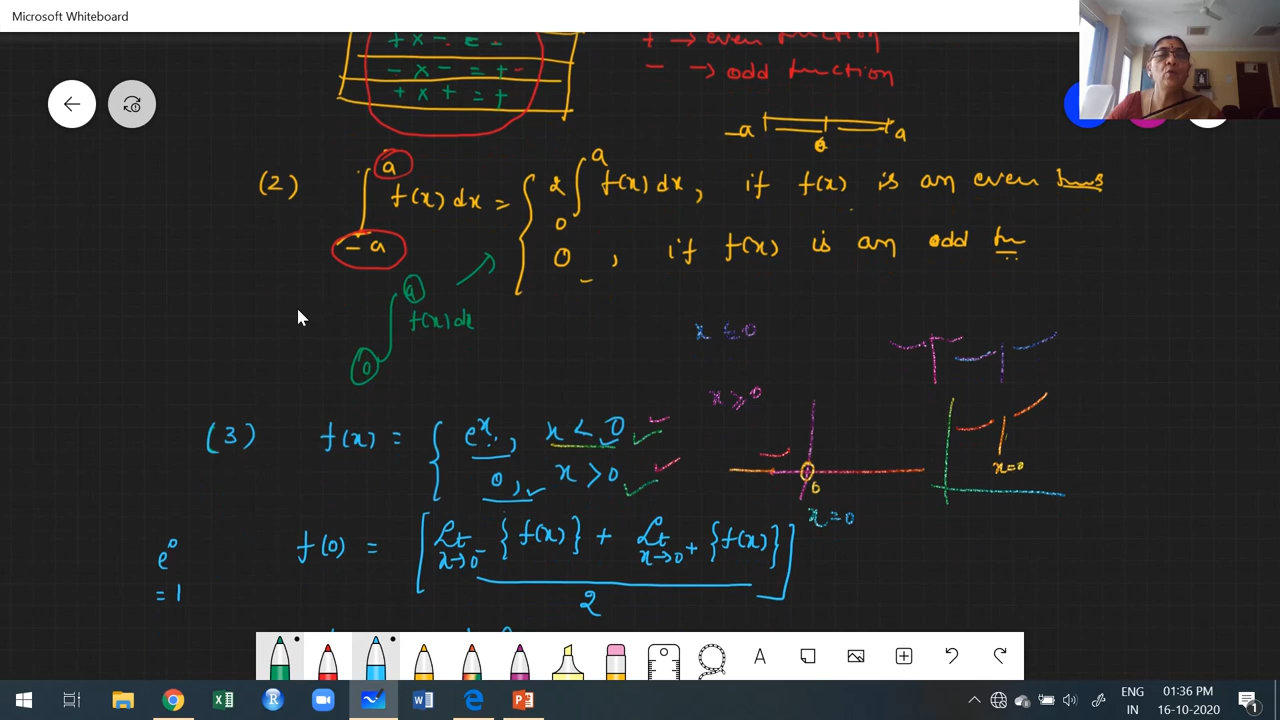 Microsoft Whiteboard
+ x - = -
- x - = +
+ x + = +
+ → even function
- → odd function
-a 0 a
(2) ∫_{-a}^{a} f(x) dx = { 2 ∫_0^a f(x) dx, if f(x) is an even
0, if f(x) is an odd fn
∫_0^a f(x) dx
x ≤ 0
x ≥ 0
(3) f(x) = { e^x, x < 0
0, x > 0
0
x = 0
x = 0
f(0) = [ Lt_{x→0-} {f(x)} + Lt_{x→0+} {f(x)} ]
2
e^0
= 1
A
ENG
IN
01:36 PM
16-10-2020
1